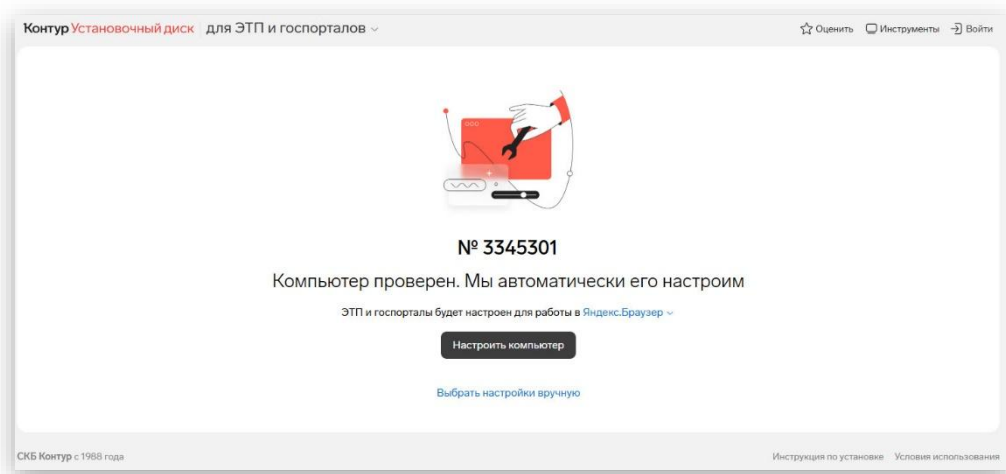 Контур Установочный диск для ЭТП и госпорталов Оценить Инструменты Войти
№ 3345301
Компьютер проверен. Мы автоматически его настроим
ЭТП и госпорталы будет настроен для работы в Яндекс.Браузер
Настроить компьютер
Выбрать настройки вручную
СКБ Контур с 1988 года Инструкция по установке Условия использования